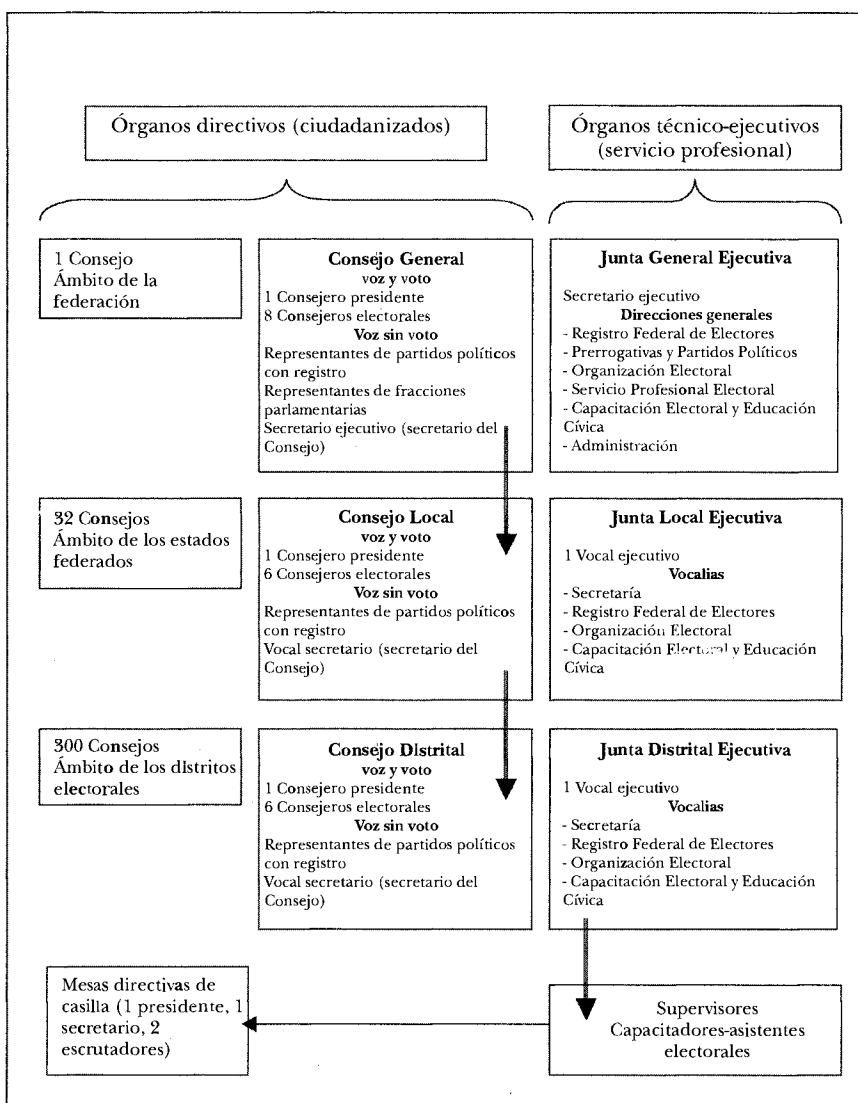 Órganos directivos (ciudadanizados)
Órganos técnico-ejecutivos
(servicio profesional)
1 Consejo
Ámbito de la
federación
Consejo General
voz y voto
1 Consejero presidente
8 Consejeros electorales
Voz sin voto
Representantes de partidos políticos
con registro
Representantes de fracciones
parlamentarias
Secretario ejecutivo (secretario del
Consejo)
Junta General Ejecutiva
Secretario ejecutivo
Direcciones generales
- Registro Federal de Electores
- Prerrogativas y Partidos Políticos
- Organización Electoral
- Servicio Profesional Electoral
- Capacitación Electoral y Educación
Cívica
- Administración
32 Consejos
Ámbito de los estados
federados
Consejo Local
voz y voto
1 Consejero presidente
6 Consejeros electorales
Voz sin voto
Representantes de partidos políticos
con registro
Vocal secretario (secretario del
Consejo)
Junta Local Ejecutiva
1 Vocal ejecutivo
Vocalias
- Secretaría
- Registro Federal de Electores
- Organización Electoral
- Capacitación Electoral y Educación
Cívica
300 Consejos
Ámbito de los distritos
electorales
Consejo Distrital
voz y voto
1 Consejero presidente
6 Consejeros electorales
Voz sin voto
Representantes de partidos políticos
con registro
Vocal secretario (secretario del
Consejo)
Junta Distrital Ejecutiva
1 Vocal ejecutivo
Vocalias
- Secretaría
- Registro Federal de Electores
- Organización Electoral
- Capacitación Electoral y Educación
Cívica
Mesas directivas de
casilla (1 presidente, 1
secretario, 2
escrutadores)
Supervisores
Capacitadores-asistentes
electorales